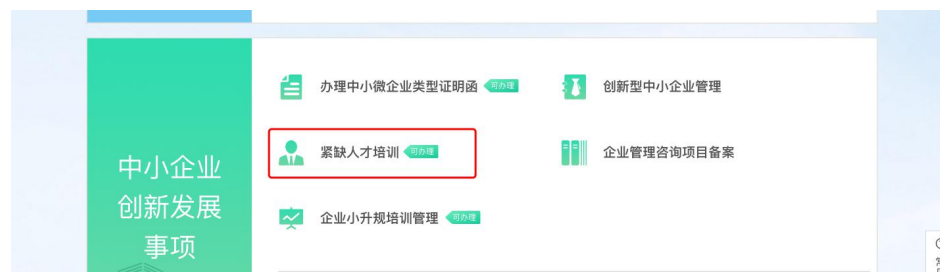 中小企业
创新发展
事项
办理中小微企业类型证明函 可办理
创新型中小企业管理
紧缺人才培训 可办理
企业管理咨询项目备案
企业小升规培训管理 可办理